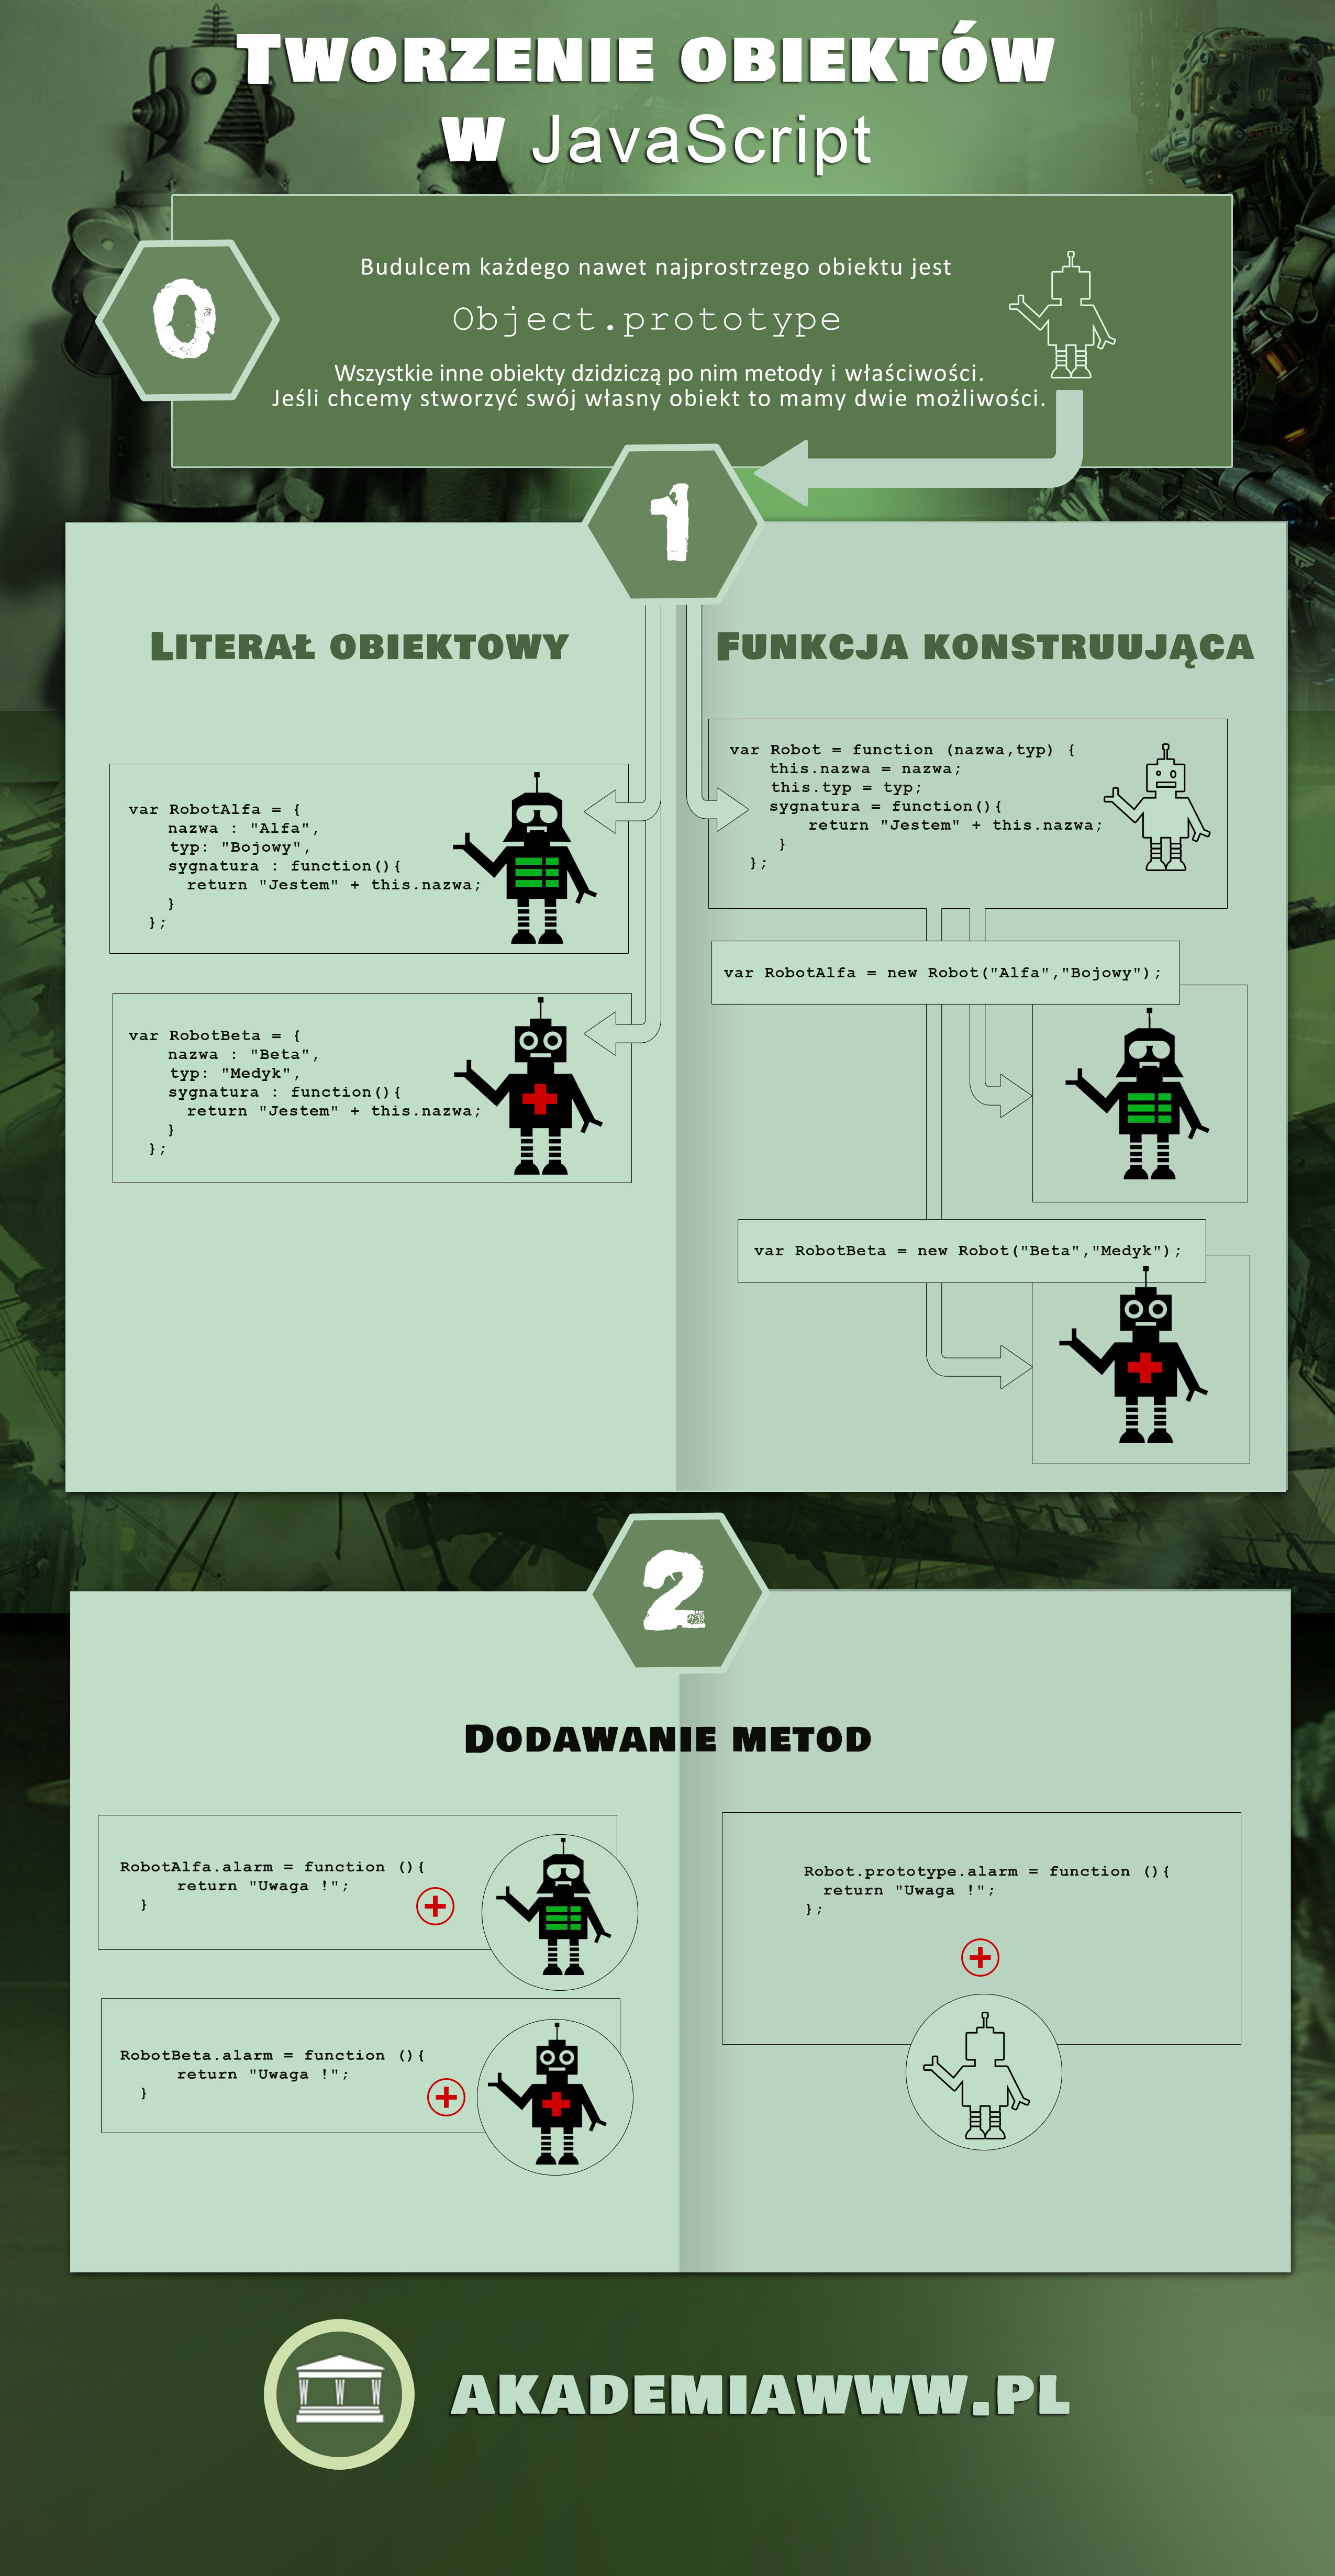 Tworzenie obiektów
w JavaScript
0
Budulcem każdego nawet najprostrzego obiektu jest
Object.prototype
Wszystkie inne obiekty dzidziczą po nim metody i właściwości.
Jeśli chcemy stworzyć swój własny obiekt to mamy dwie możliwości.
1
Literał obiektowy
var RobotAlfa = {
nazwa : "Alfa",
typ: "Bojowy",
sygnatura : function(){
return "Jestem" + this.nazwa;
}
};
var RobotBeta = {
nazwa : "Beta",
typ: "Medyk",
sygnatura : function(){
return "Jestem" + this.nazwa;
}
};
Funkcja konstruująca
var Robot = function (nazwa,typ) {
this.nazwa = nazwa;
this.typ = typ;
sygnatura = function(){
return "Jestem" + this.nazwa;
}
};
var RobotAlfa = new Robot("Alfa","Bojowy");
var RobotBeta = new Robot("Beta","Medyk");
2
Dodawanie metod
RobotAlfa.alarm = function (){
return "Uwaga !";
}
RobotBeta.alarm = function (){
return "Uwaga !";
}
Robot.prototype.alarm = function (){
return "Uwaga !";
};
WWW
akademiawww.pl
POLICE
07